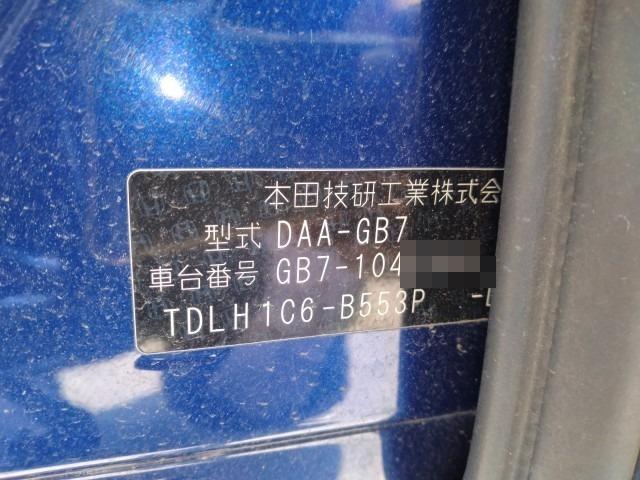 本田技研工業株式会
型式 DAA-GB7
車台番号 GB7-104
TDLH1C6-B553P -